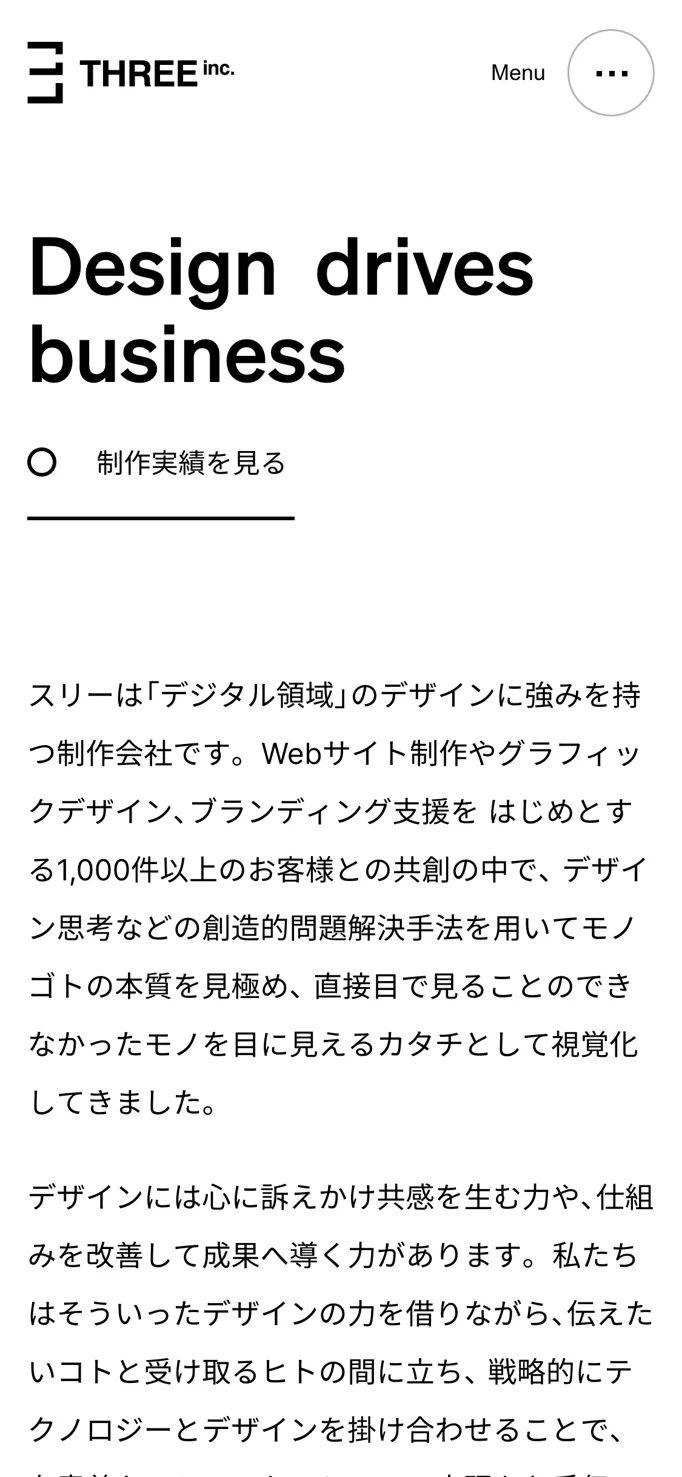 THREE inc.
Menu
Design drives
business
制作実績を見る
スリーは「デジタル領域」のデザインに強みを持
つ制作会社です。Webサイト制作やグラフィッ
クデザイン、ブランディング支援を はじめとす
る1,000件以上のお客様との共創の中で、デザイ
ン思考などの創造的問題解決手法を用いてモノ
ゴトの本質を見極め、直接目で見ることのでき
なかったモノを目に見えるカタチとして視覚化
してきました。
デザインには心に訴えかけ共感を生む力や、仕組
みを改善して成果へ導く力があります。私たち
はそういったデザインの力を借りながら、伝えた
いコトと受け取るヒトの間に立ち、戦略的にテ
クノロジーとデザインを掛け合わせることで、